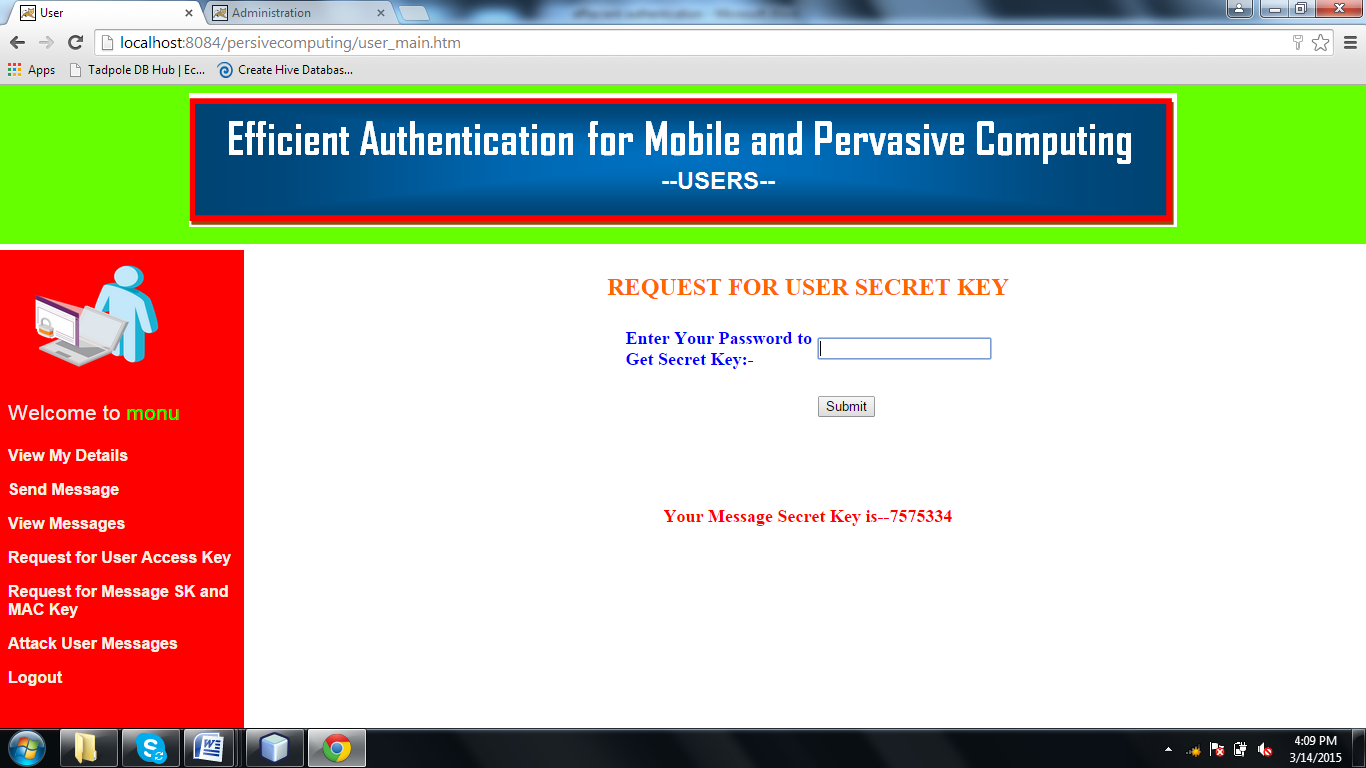 User
Administration
localhost:8084/persivecomputing/user_main.htm
Apps
Tadpole DB Hub | Ec...
Create Hive Databas...
Efficient Authentication for Mobile and Pervasive Computing
--USERS--
Welcome to monu
View My Details
Send Message
View Messages
Request for User Access Key
Request for Message SK and
MAC Key
Attack User Messages
Logout
REQUEST FOR USER SECRET KEY
Enter Your Password to
Get Secret Key:-
Submit
Your Message Secret Key is--7575334
4:09 PM
3/14/2015